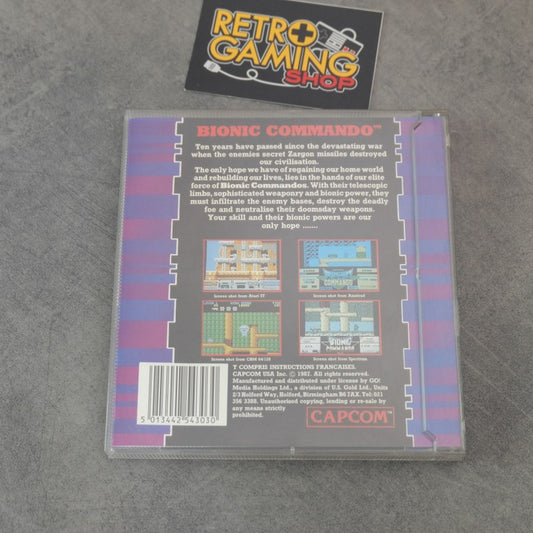 RETRO
GAMING
SHOP
BIONIC COMMANDO™
Ten years have passed since the devastating war
when the enemies secret Zargon missiles destroyed
our civilisation.
The only hope we have of regaining our home world
and rebuilding our lives, lies in the hands of our elite
force of Bionic Commandos. With their telescopic
limbs, sophisticated weaponry and bionic power, they
must infiltrate the enemy bases, destroy the deadly
foe and neutralise their doomsday weapons.
Your skill and their bionic powers are our
only hope ......
COMMANDO
Screen shot from Atari ST
Screen shot from Amstrad
BIONIC
COMMANDO
Screen shot from CBM 64/128
Screen shot from Spectrum
Y COMPRIS INSTRUCTIONS FRANCAISES.
CAPCOM USA Inc. © 1987. All rights reserved.
Manufactured and distributed under license by GO!
Media Holdings Ltd., a division of U.S. Gold Ltd., Units
2/3 Holford Way, Holford, Birmingham B6 7AX. Tel: 021
356 3388. Unauthorised copying, lending or re-sale by
any means strictly
prohibited.
CAPCOM
5 013442 543030